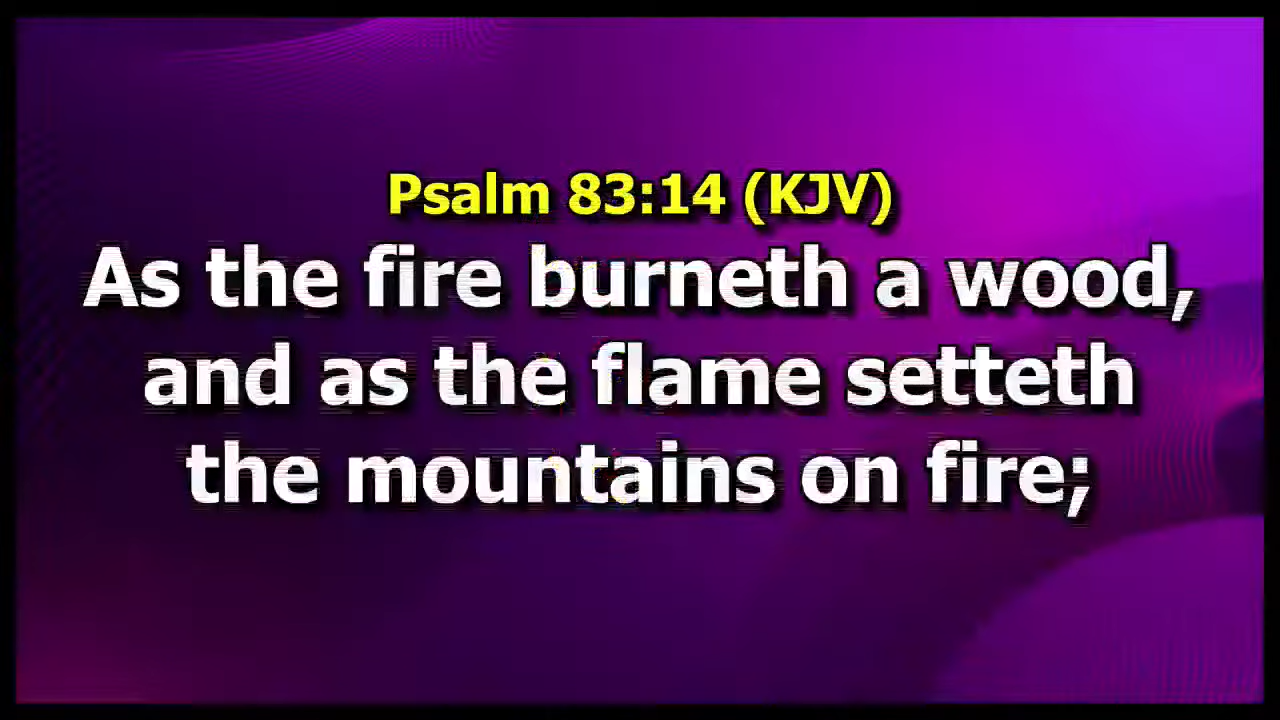 Psalm 83:14 (KJV)
As the fire burneth a wood,
and as the flame setteth
the mountains on fire;